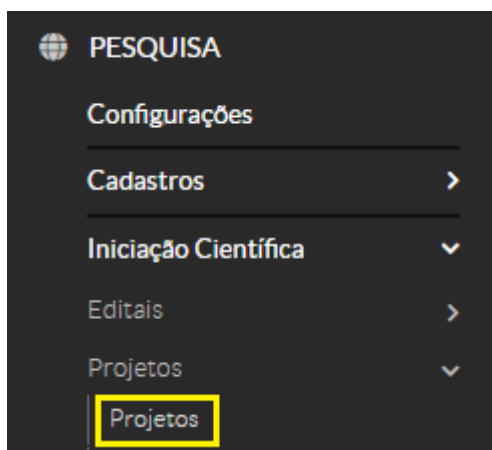 PESQUISA
Configurações
Cadastros
Iniciação Científica
Editais
Projetos
Projetos